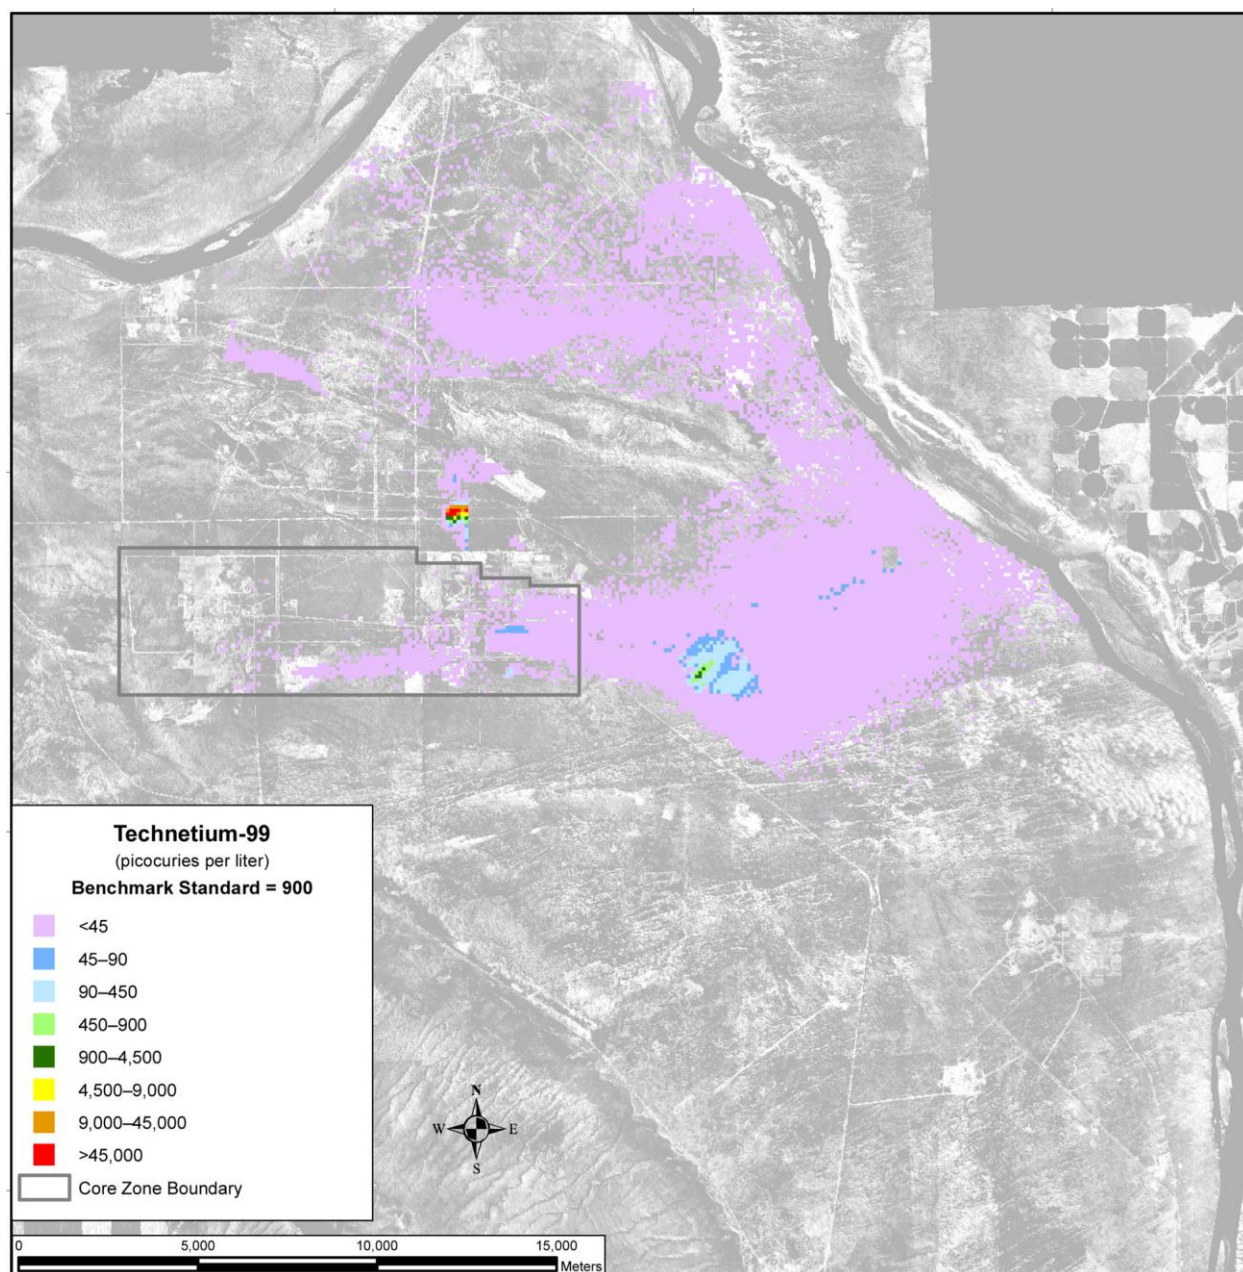 Technetium-99
(picocuries per liter)
Benchmark Standard = 900
<45
45–90
90–450
450–900
900–4,500
4,500–9,000
9,000–45,000
>45,000
Core Zone Boundary
N
W E
S
0 5,000 10,000 15,000
Meters